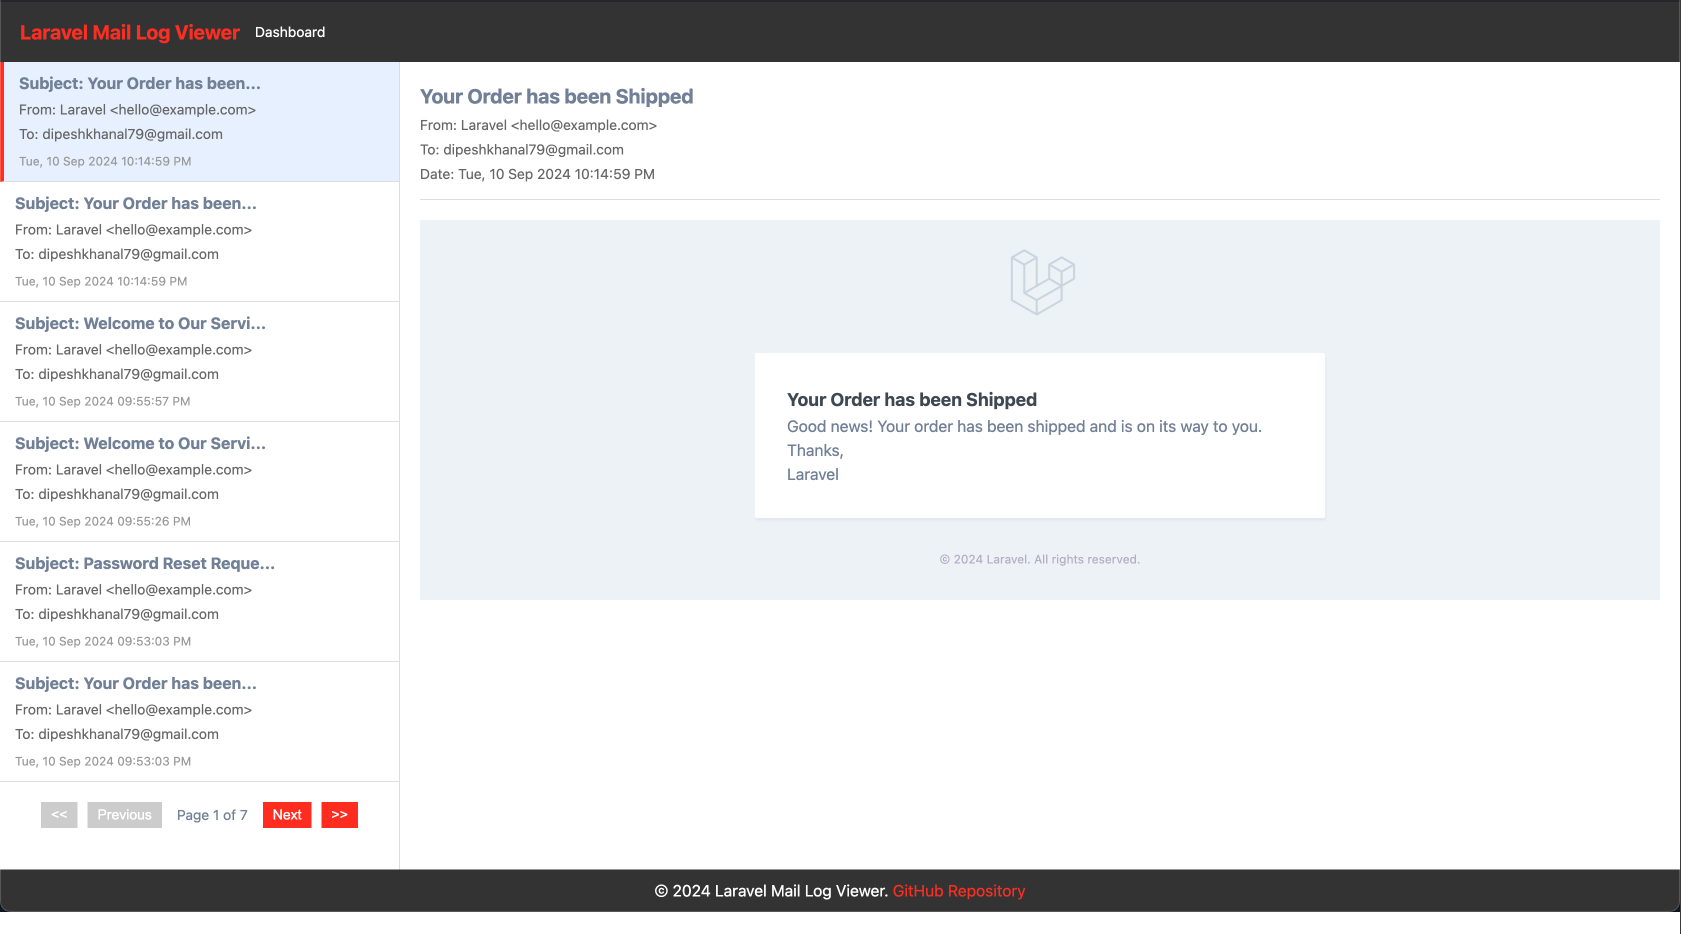 Laravel Mail Log Viewer Dashboard
Subject: Your Order has been...
From: Laravel <hello@example.com>
To: dipeshkhanal79@gmail.com
Tue, 10 Sep 2024 10:14:59 PM
Subject: Your Order has been...
From: Laravel <hello@example.com>
To: dipeshkhanal79@gmail.com
Tue, 10 Sep 2024 10:14:59 PM
Subject: Welcome to Our Servi...
From: Laravel <hello@example.com>
To: dipeshkhanal79@gmail.com
Tue, 10 Sep 2024 09:55:57 PM
Subject: Welcome to Our Servi...
From: Laravel <hello@example.com>
To: dipeshkhanal79@gmail.com
Tue, 10 Sep 2024 09:55:26 PM
Subject: Password Reset Reque...
From: Laravel <hello@example.com>
To: dipeshkhanal79@gmail.com
Tue, 10 Sep 2024 09:53:03 PM
Subject: Your Order has been...
From: Laravel <hello@example.com>
To: dipeshkhanal79@gmail.com
Tue, 10 Sep 2024 09:53:03 PM
<< Previous Page 1 of 7 Next >>
Your Order has been Shipped
From: Laravel <hello@example.com>
To: dipeshkhanal79@gmail.com
Date: Tue, 10 Sep 2024 10:14:59 PM
Your Order has been Shipped
Good news! Your order has been shipped and is on its way to you.
Thanks,
Laravel
© 2024 Laravel. All rights reserved.
© 2024 Laravel Mail Log Viewer. GitHub Repository